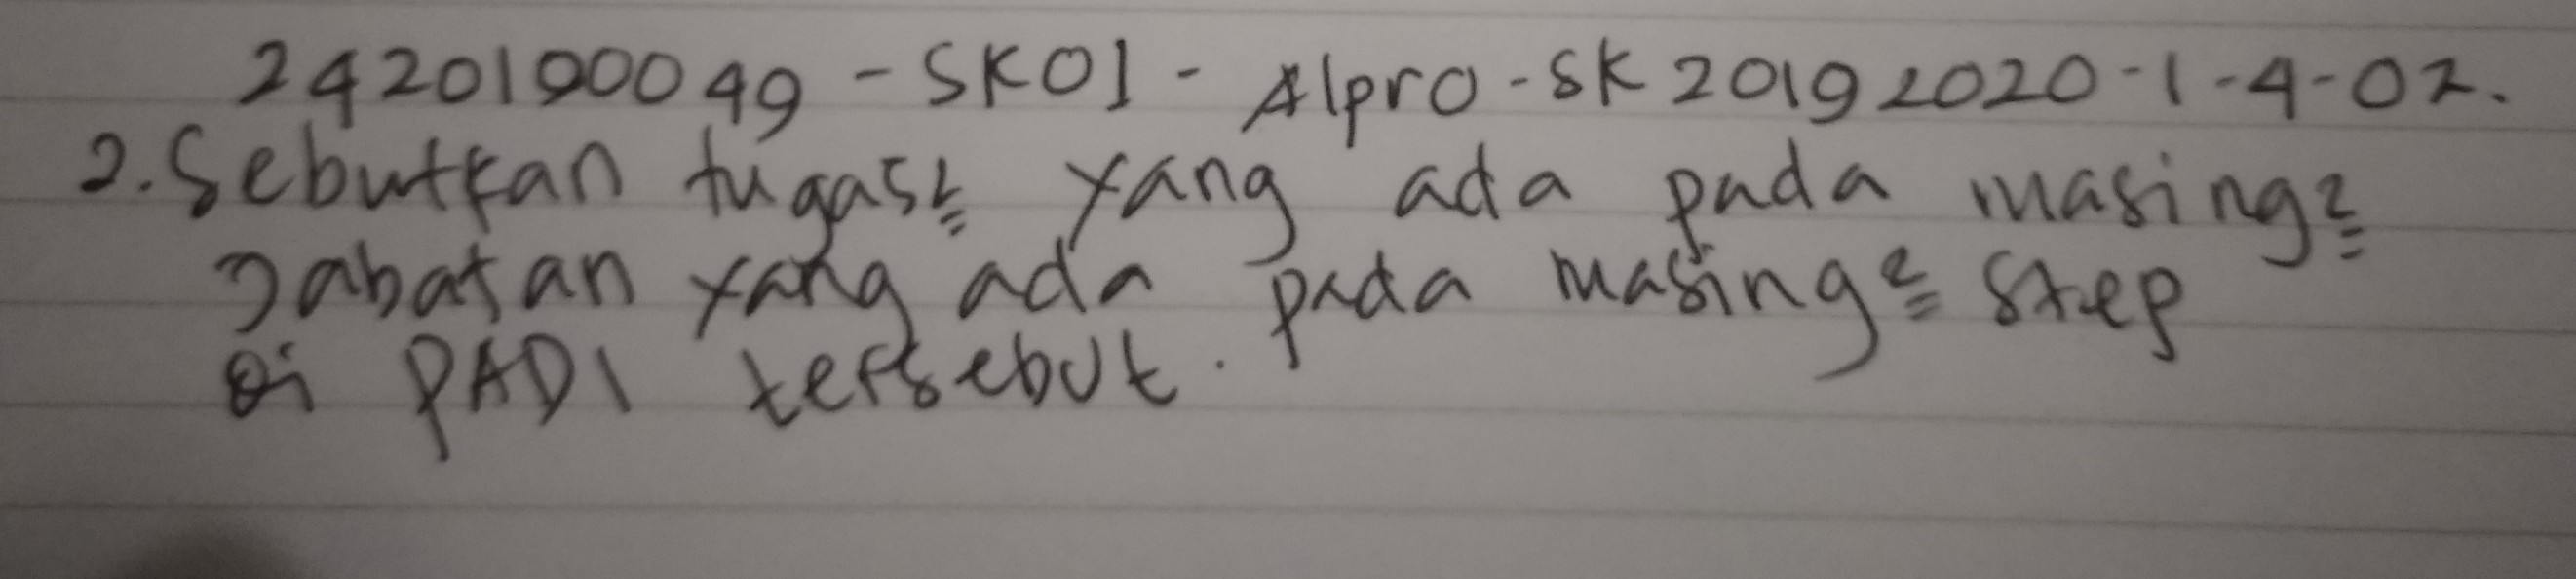 24201900049 - SK01 - Alpro - SK 20192020 - 1 - 4 - 02.
2. Sebutkan tugas2 yang ada pada masing2
Jabatan yang ada pada masing2 step
di PADI tersebut.